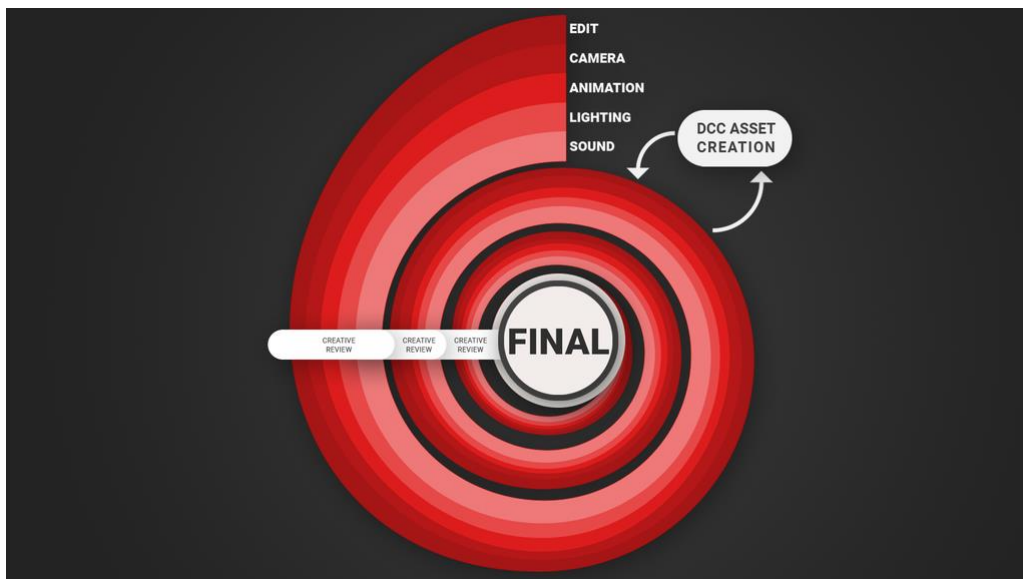 EDIT
CAMERA
ANIMATION
LIGHTING
SOUND
DCC ASSET
CREATION
CREATIVE
REVIEW
CREATIVE
REVIEW
CREATIVE
REVIEW
FINAL